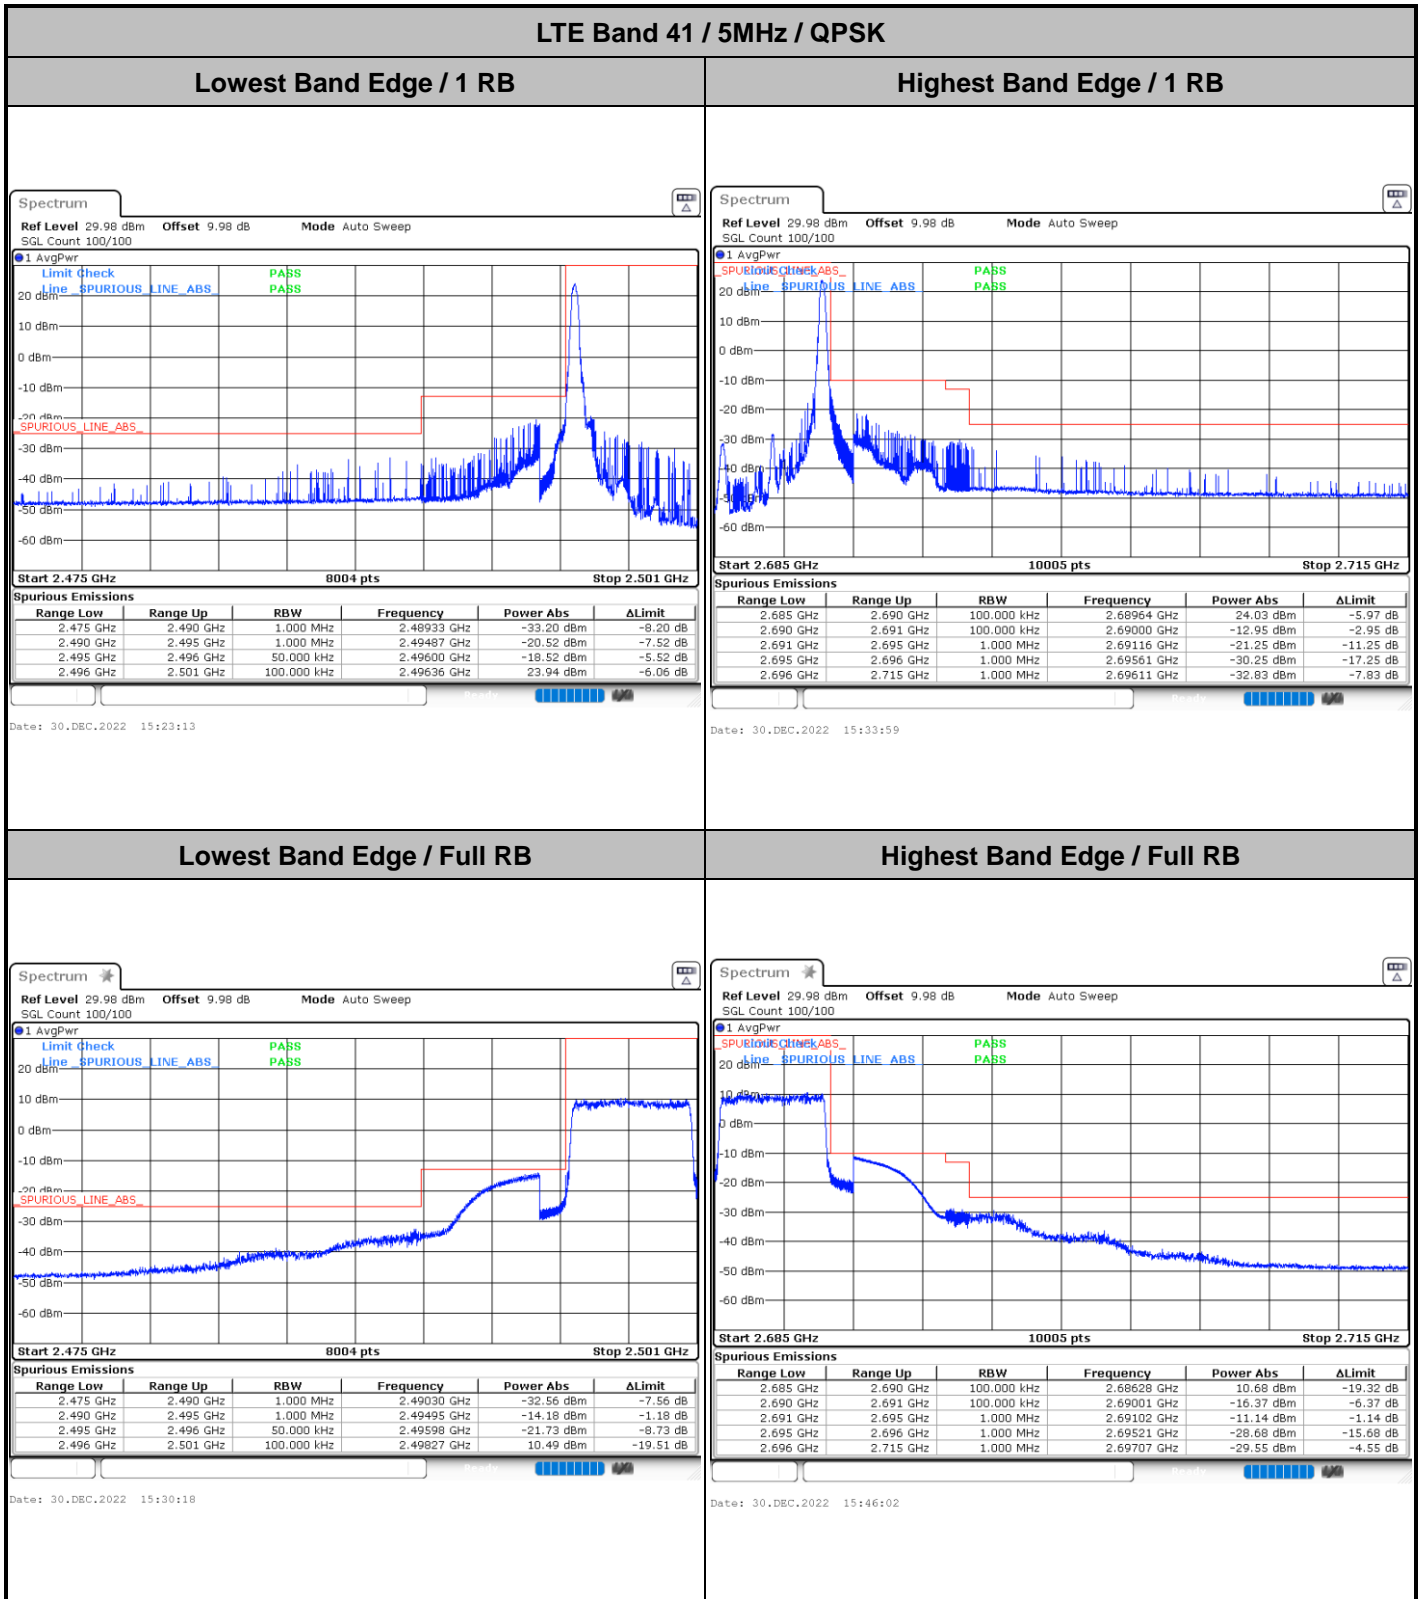 LTE Band 41 / 5MHz / QPSK
Lowest Band Edge / 1 RB
Highest Band Edge / 1 RB
Spectrum
Ref Level 29.98 dBm Offset 9.98 dB Mode Auto Sweep
SGL Count 100/100
1 AvgPwr
Limit Check PASS
Line _SPURIOUS_LINE_ABS_ PASS
20 dBm
10 dBm
0 dBm
-10 dBm
-20 dBm
_SPURIOUS_LINE_ABS_
-30 dBm
-40 dBm
-50 dBm
-60 dBm
Start 2.475 GHz 8004 pts Stop 2.501 GHz
Spurious Emissions
Range Low Range Up RBW Frequency Power Abs ΔLimit
2.475 GHz 2.490 GHz 1.000 MHz 2.48933 GHz -33.20 dBm -8.20 dB
2.490 GHz 2.495 GHz 1.000 MHz 2.49487 GHz -20.52 dBm -7.52 dB
2.495 GHz 2.496 GHz 50.000 kHz 2.49600 GHz -18.52 dBm -5.52 dB
2.496 GHz 2.501 GHz 100.000 kHz 2.49636 GHz 23.94 dBm -6.06 dB
Ready
Date: 30.DEC.2022 15:23:13
Spectrum
Ref Level 29.98 dBm Offset 9.98 dB Mode Auto Sweep
SGL Count 100/100
1 AvgPwr
_SPURIOUS_LINE_ABS_
Limit Check PASS
Line _SPURIOUS_LINE_ABS_ PASS
20 dBm
10 dBm
0 dBm
-10 dBm
-20 dBm
-30 dBm
-40 dBm
-50 dBm
-60 dBm
Start 2.685 GHz 10005 pts Stop 2.715 GHz
Spurious Emissions
Range Low Range Up RBW Frequency Power Abs ΔLimit
2.685 GHz 2.690 GHz 100.000 kHz 2.68964 GHz 24.03 dBm -5.97 dB
2.690 GHz 2.691 GHz 100.000 kHz 2.69000 GHz -12.95 dBm -2.95 dB
2.691 GHz 2.695 GHz 1.000 MHz 2.69116 GHz -21.25 dBm -11.25 dB
2.695 GHz 2.696 GHz 1.000 MHz 2.69561 GHz -30.25 dBm -17.25 dB
2.696 GHz 2.715 GHz 1.000 MHz 2.69611 GHz -32.83 dBm -7.83 dB
Ready
Date: 30.DEC.2022 15:33:59
Lowest Band Edge / Full RB
Highest Band Edge / Full RB
Spectrum
Ref Level 29.98 dBm Offset 9.98 dB Mode Auto Sweep
SGL Count 100/100
1 AvgPwr
Limit Check PASS
Line _SPURIOUS_LINE_ABS_ PASS
20 dBm
10 dBm
0 dBm
-10 dBm
-20 dBm
_SPURIOUS_LINE_ABS_
-30 dBm
-40 dBm
-50 dBm
-60 dBm
Start 2.475 GHz 8004 pts Stop 2.501 GHz
Spurious Emissions
Range Low Range Up RBW Frequency Power Abs ΔLimit
2.475 GHz 2.490 GHz 1.000 MHz 2.49030 GHz -32.56 dBm -7.56 dB
2.490 GHz 2.495 GHz 1.000 MHz 2.49495 GHz -14.18 dBm -1.18 dB
2.495 GHz 2.496 GHz 50.000 kHz 2.49598 GHz -21.73 dBm -8.73 dB
2.496 GHz 2.501 GHz 100.000 kHz 2.49827 GHz 10.49 dBm -19.51 dB
Ready
Date: 30.DEC.2022 15:30:18
Spectrum
Ref Level 29.98 dBm Offset 9.98 dB Mode Auto Sweep
SGL Count 100/100
1 AvgPwr
_SPURIOUS_LINE_ABS_
Limit Check PASS
Line _SPURIOUS_LINE_ABS_ PASS
20 dBm
10 dBm
0 dBm
-10 dBm
-20 dBm
-30 dBm
-40 dBm
-50 dBm
-60 dBm
Start 2.685 GHz 10005 pts Stop 2.715 GHz
Spurious Emissions
Range Low Range Up RBW Frequency Power Abs ΔLimit
2.685 GHz 2.690 GHz 100.000 kHz 2.68628 GHz 10.68 dBm -19.32 dB
2.690 GHz 2.691 GHz 100.000 kHz 2.69001 GHz -16.37 dBm -6.37 dB
2.691 GHz 2.695 GHz 1.000 MHz 2.69102 GHz -11.14 dBm -1.14 dB
2.695 GHz 2.696 GHz 1.000 MHz 2.69521 GHz -28.68 dBm -15.68 dB
2.696 GHz 2.715 GHz 1.000 MHz 2.69707 GHz -29.55 dBm -4.55 dB
Ready
Date: 30.DEC.2022 15:46:02